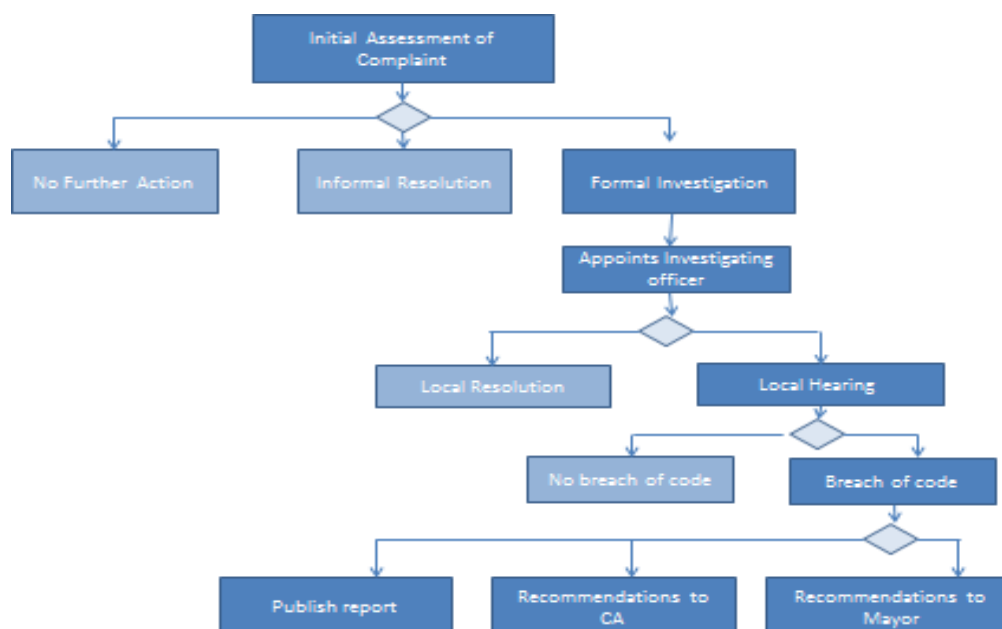 Initial Assessment of
Complaint
No Further Action
Informal Resolution
Formal Investigation
Appoints Investigating
officer
Local Resolution
Local Hearing
No breach of code
Breach of code
Publish report
Recommendations to
CA
Recommendations to
Mayor